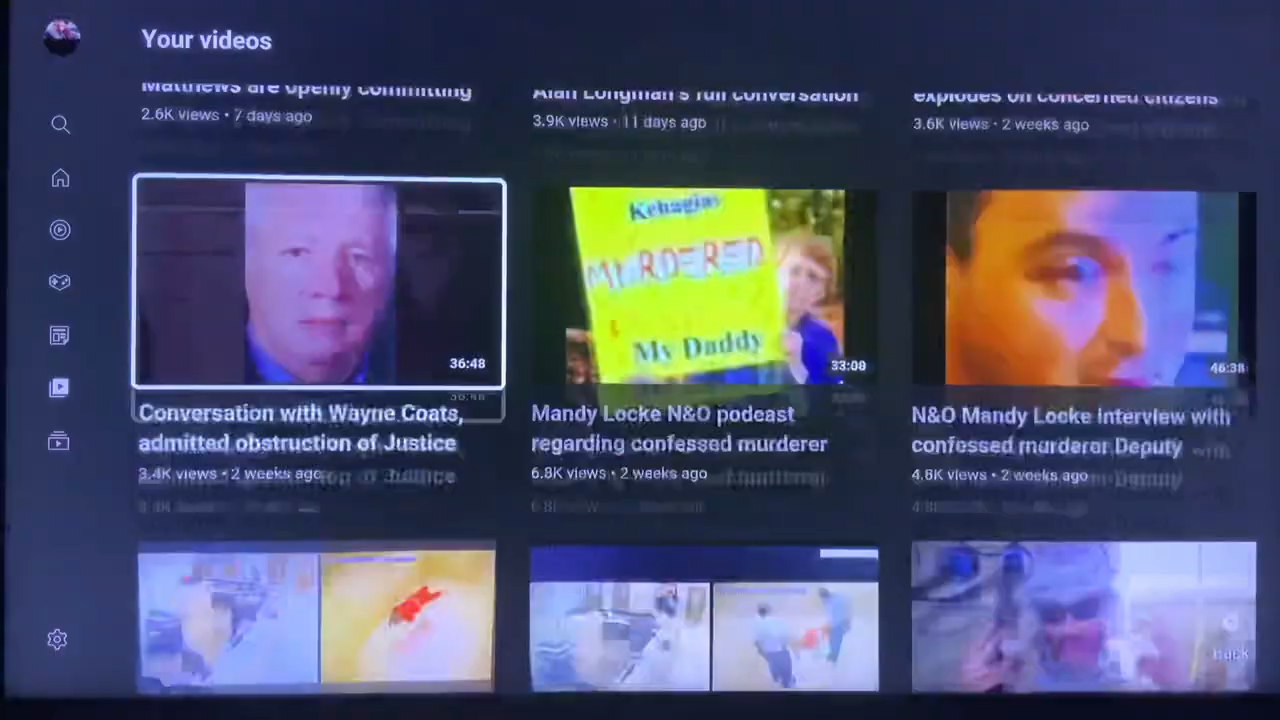 Your videos
Matthews are openly committing
2.6K views • 7 days ago
Alan Longman's full conversation
3.9K views • 11 days ago
explodes on concerned citizens
3.6K views • 2 weeks ago
36:48
Conversation with Wayne Coats,
admitted obstruction of Justice
3.4K views • 2 weeks ago
Kehagias
MURDERED
My Daddy
33:00
Mandy Locke N&O podcast
regarding confessed murderer
6.8K views • 2 weeks ago
46:38
N&O Mandy Locke interview with
confessed murderer Deputy
4.8K views • 2 weeks ago
back